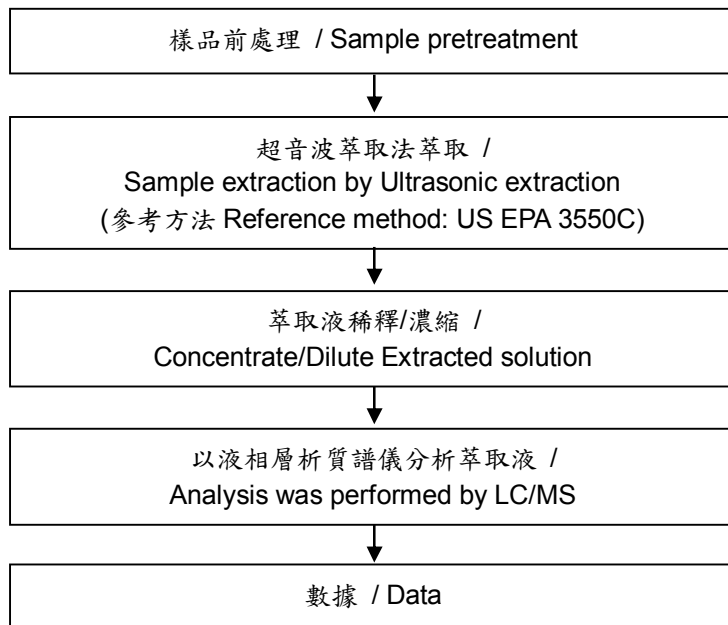 樣品前處理 / Sample pretreatment
超音波萃取法萃取 /
Sample extraction by Ultrasonic extraction
(參考方法 Reference method: US EPA 3550C)
萃取液稀釋/濃縮 /
Concentrate/Dilute Extracted solution
以液相層析質譜儀分析萃取液 /
Analysis was performed by LC/MS
數據 / Data